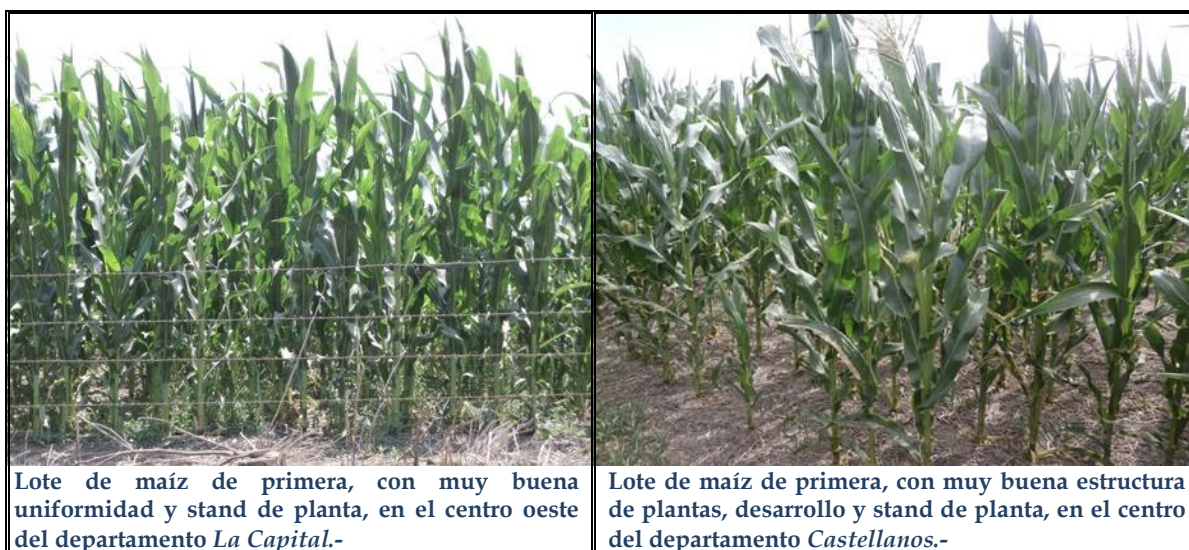 Lote de maíz de primera, con muy buena
uniformidad y stand de planta, en el centro oeste
del departamento La Capital.-
Lote de maíz de primera, con muy buena estructura
de plantas, desarrollo y stand de planta, en el centro
del departamento Castellanos.-